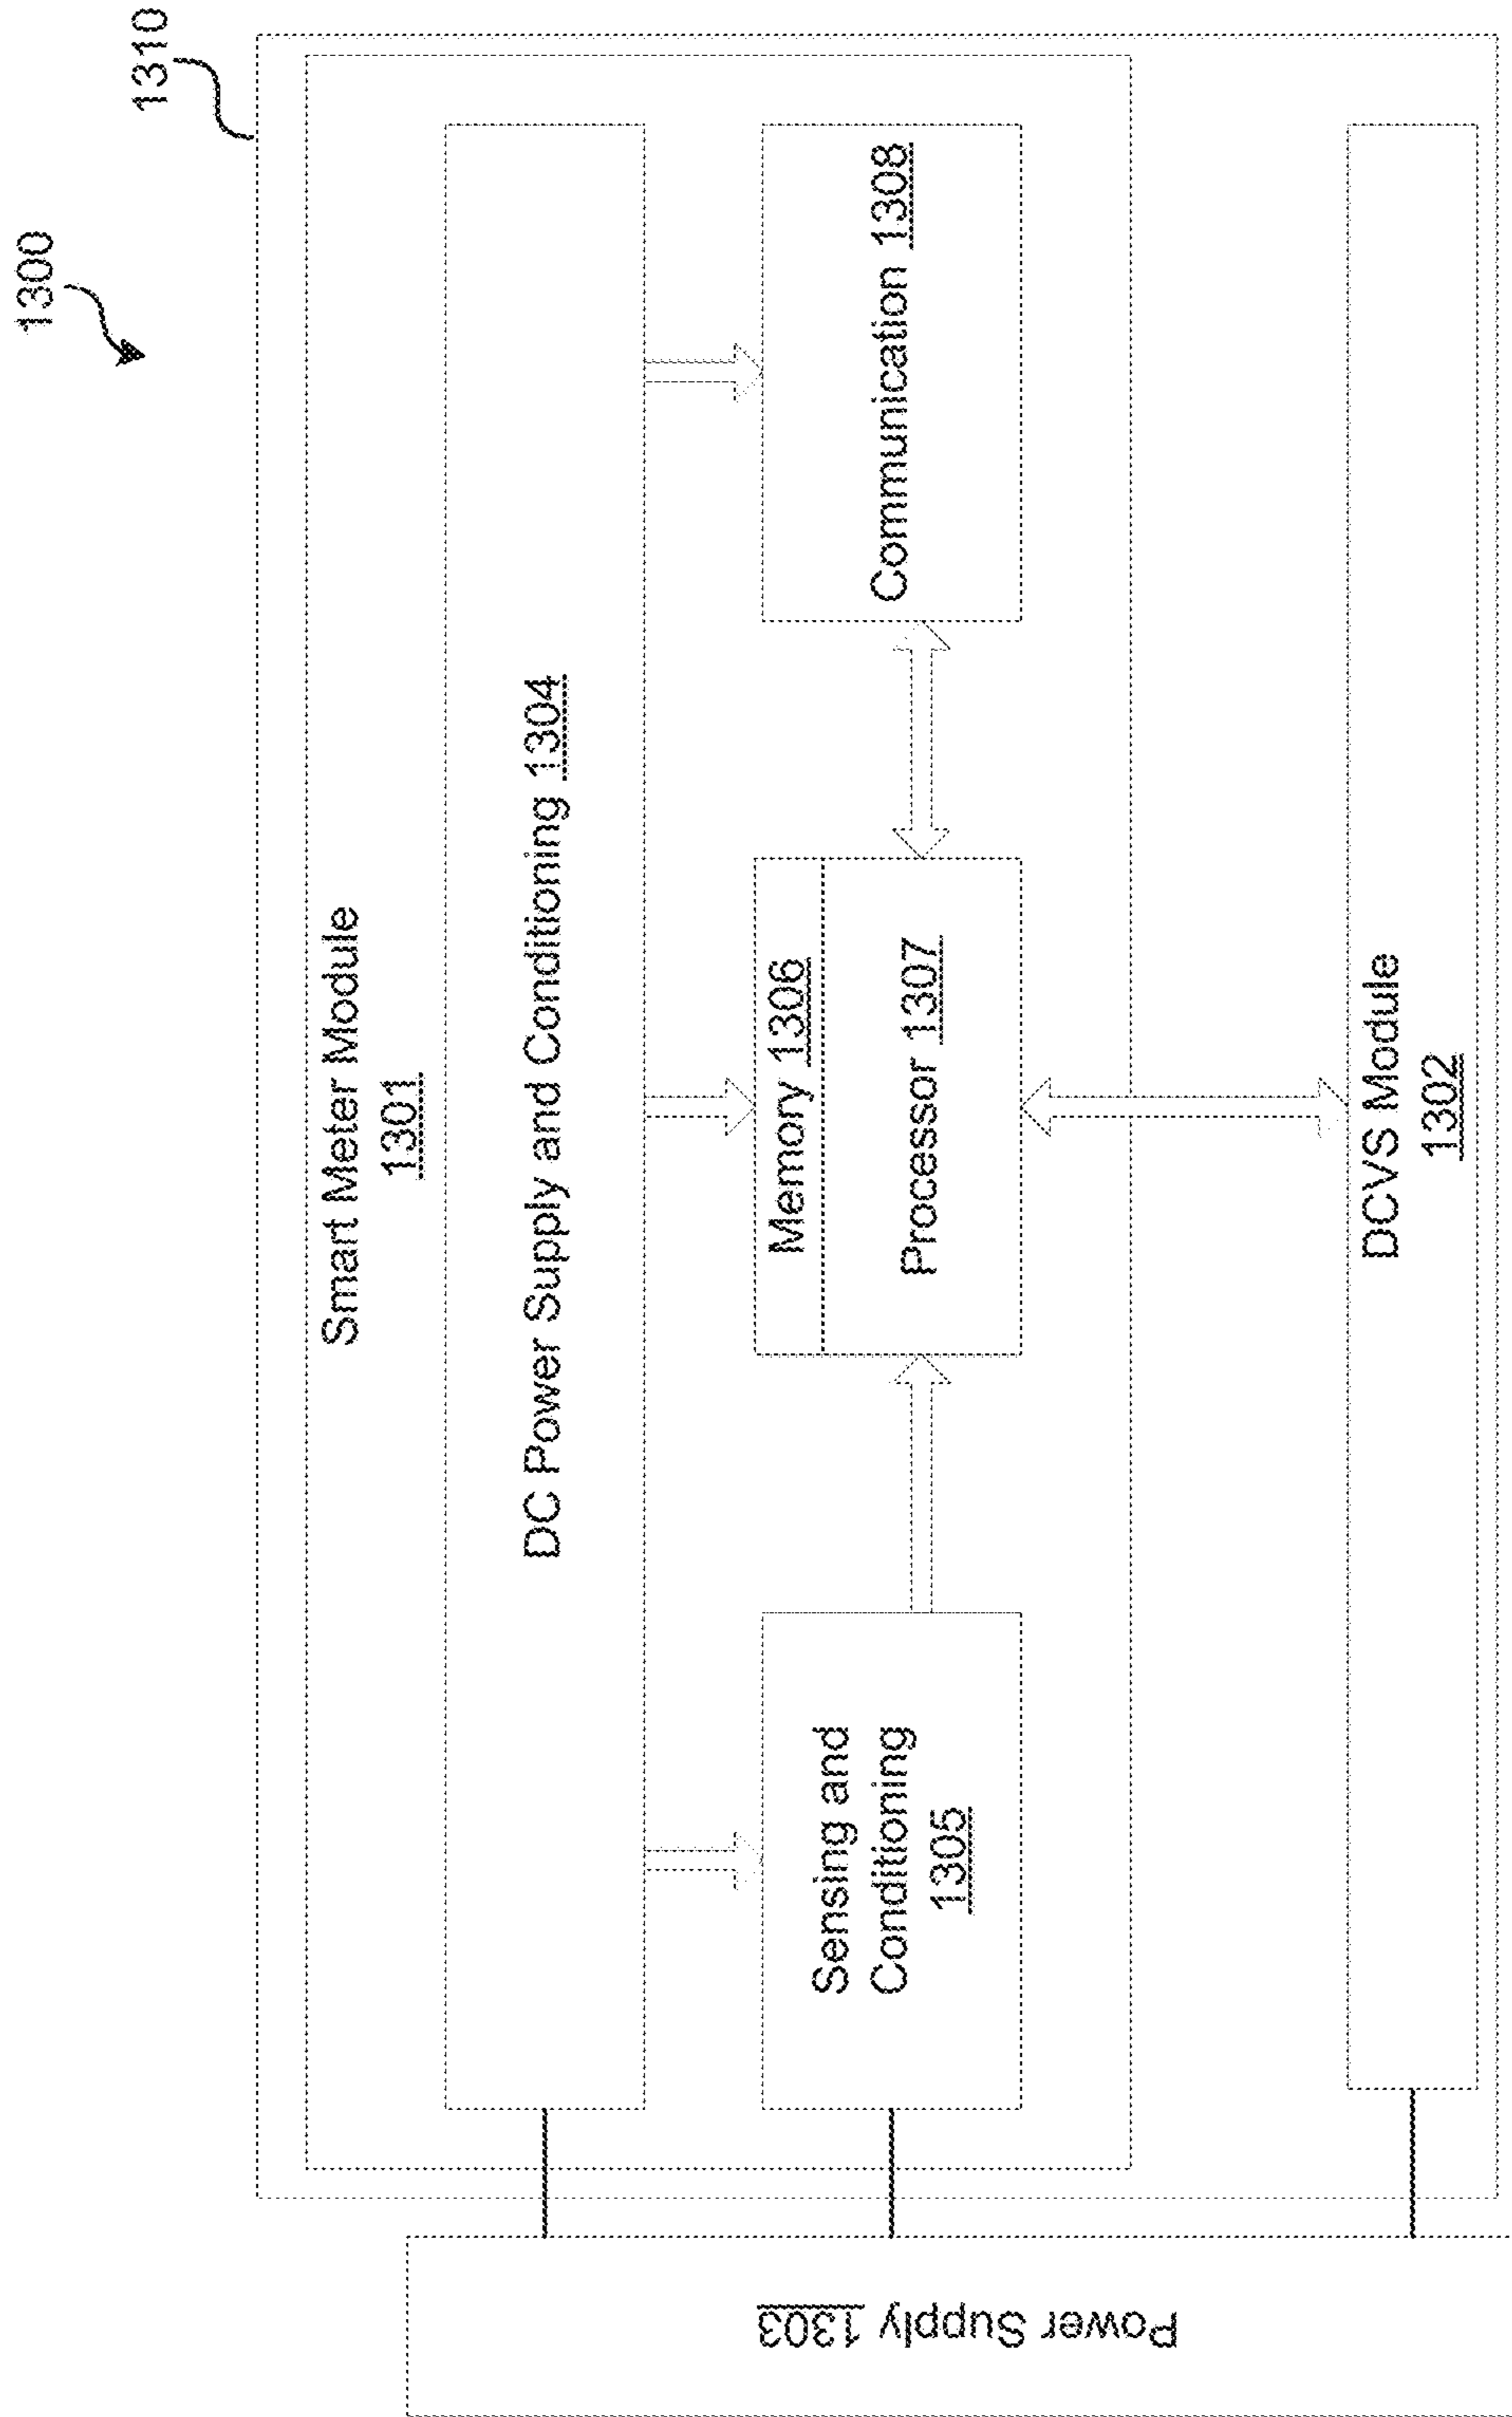 1300
1310
Smart Meter Module
1301
DC Power Supply and Conditioning 1304
Sensing and
Conditioning
1305
Memory 1306
Processor 1307
Communication 1308
DCVS Module
1302
Power Supply 1303